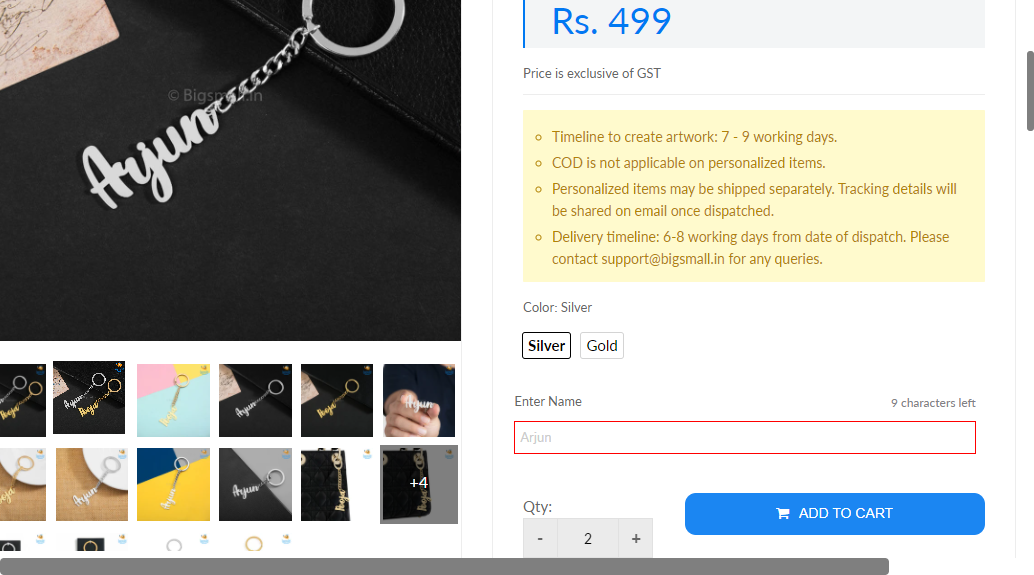 Rs. 499
Price is exclusive of GST
© Bigsmall.in
Arjun
Timeline to create artwork: 7 - 9 working days.
COD is not applicable on personalized items.
Personalized items may be shipped separately. Tracking details will
be shared on email once dispatched.
Delivery timeline: 6-8 working days from date of dispatch. Please
contact support@bigsmall.in for any queries.
Color: Silver
Silver
Gold
Enter Name
9 characters left
Arjun
+4
Qty:
ADD TO CART
-
2
+